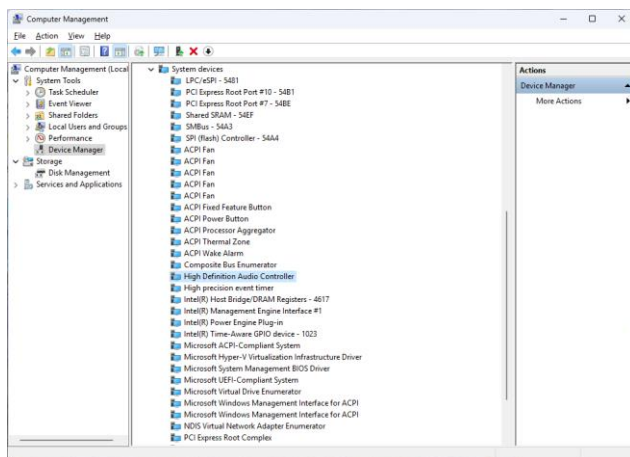 Computer Management
File Action View Help
Computer Management (Local
System Tools
Task Scheduler
Event Viewer
Shared Folders
Local Users and Groups
Performance
Device Manager
Storage
Disk Management
Services and Applications
System devices
LPC/eSPI - 5481
PCI Express Root Port #10 - 54B1
PCI Express Root Port #7 - 54BE
Shared SRAM - 54EF
SMBus - 54A3
SPI (flash) Controller - 54A4
ACPI Fan
ACPI Fan
ACPI Fan
ACPI Fan
ACPI Fan
ACPI Fixed Feature Button
ACPI Power Button
ACPI Processor Aggregator
ACPI Thermal Zone
ACPI Wake Alarm
Composite Bus Enumerator
High Definition Audio Controller
High precision event timer
Intel(R) Host Bridge/DRAM Registers - 4617
Intel(R) Management Engine Interface #1
Intel(R) Power Engine Plug-in
Intel(R) Time-Aware GPIO device - 1023
Microsoft ACPI-Compliant System
Microsoft Hyper-V Virtualization Infrastructure Driver
Microsoft System Management BIOS Driver
Microsoft UEFI-Compliant System
Microsoft Virtual Drive Enumerator
Microsoft Windows Management Interface for ACPI
Microsoft Windows Management Interface for ACPI
NDIS Virtual Network Adapter Enumerator
PCI Express Root Complex
Actions
Device Manager
More Actions